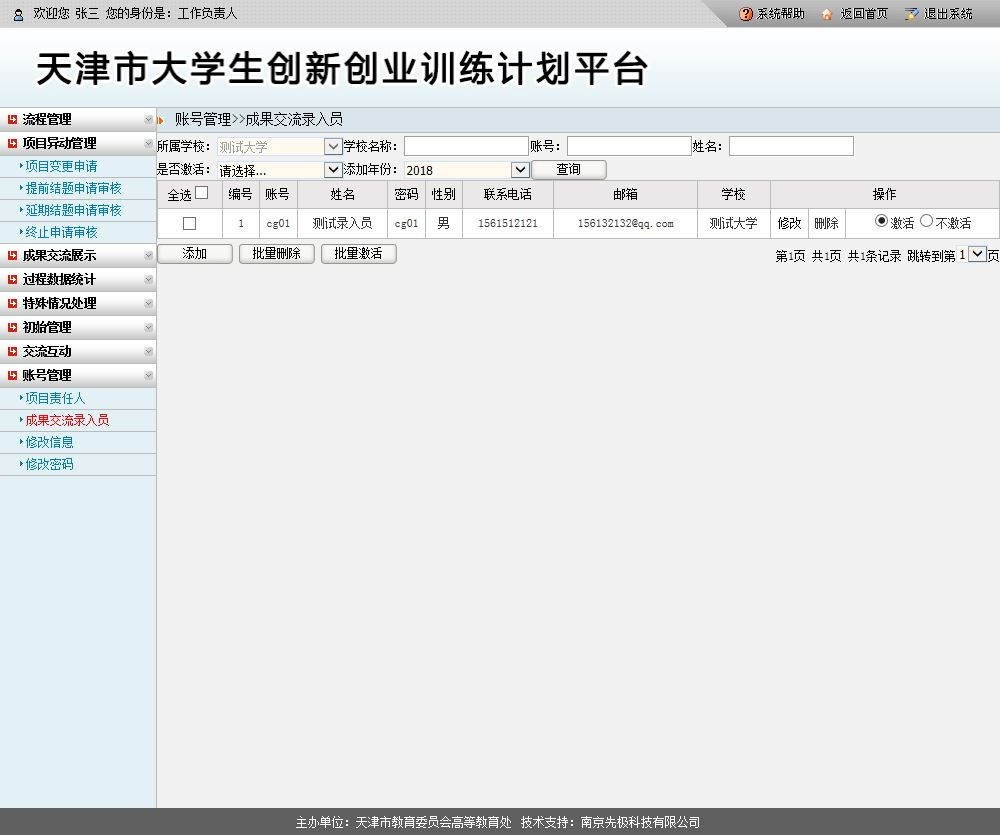 欢迎您 张三 您的身份是：工作负责人
系统帮助 返回首页 退出系统
天津市大学生创新创业训练计划平台
流程管理
项目异动管理
项目变更申请
提前结题申请审核
延期结题申请审核
终止申请审核
成果交流展示
过程数据统计
特殊情况处理
初始管理
交流互动
账号管理
项目责任人
成果交流录入员
修改信息
修改密码
账号管理>>成果交流录入员
所属学校：测试大学 学校名称： 账号： 姓名：
是否激活：请选择... 添加年份：2018 查询
全选 编号 账号 姓名 密码 性别 联系电话 邮箱 学校 操作
1 cg01 测试录入员 cg01 男 1561512121 156132132@qq.com 测试大学 修改 删除 激活 不激活
添加 批量删除 批量激活 第1页 共1页 共1条记录 跳转到第 1 页
主办单位：天津市教育委员会高等教育处 技术支持：南京先极科技有限公司